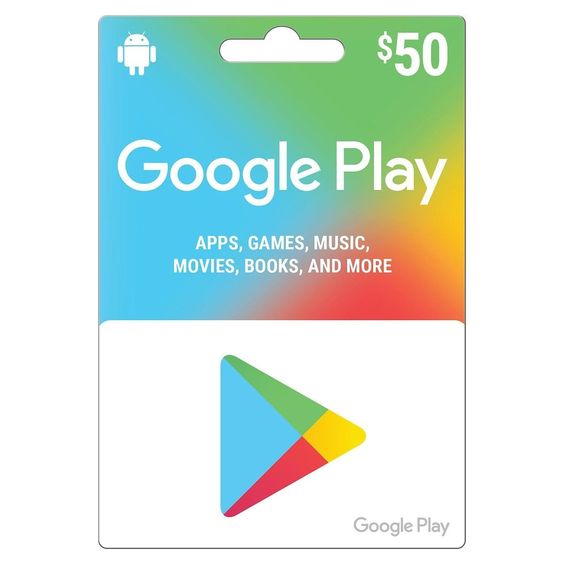 $50
Google Play
APPS, GAMES, MUSIC,
MOVIES, BOOKS, AND MORE
Google Play